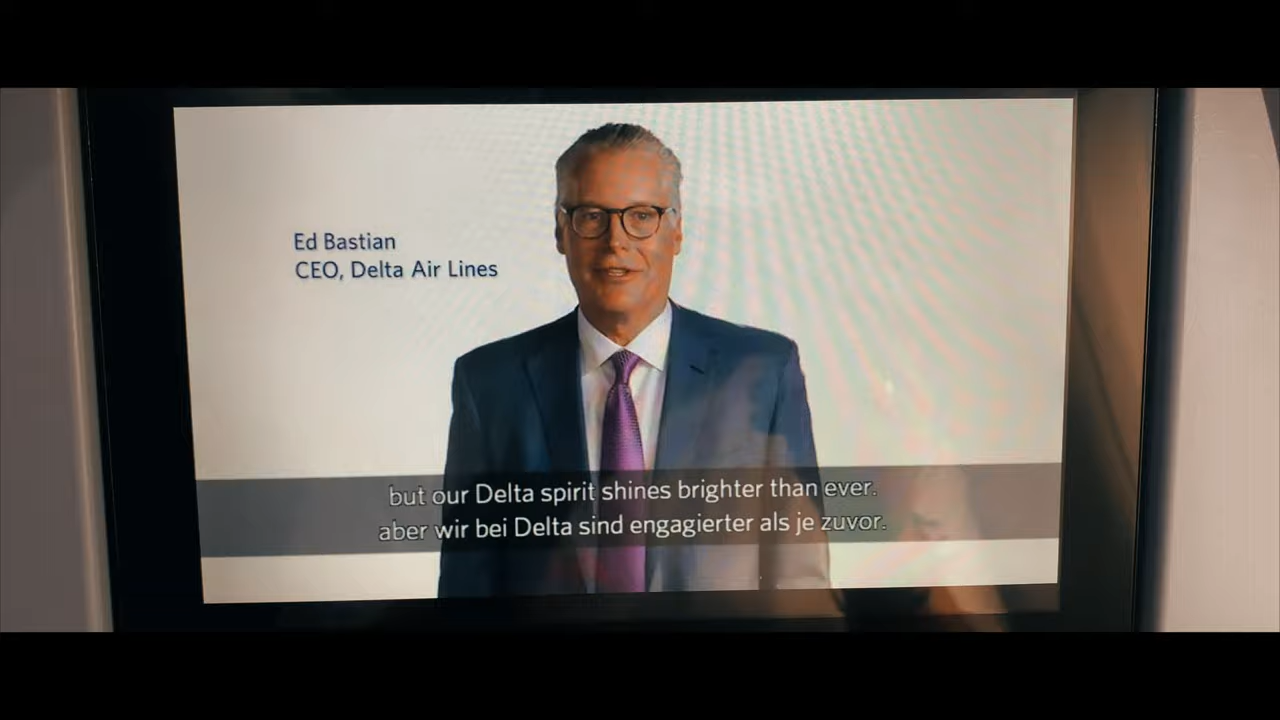 Ed Bastian
CEO, Delta Air Lines
but our Delta spirit shines brighter than ever.
aber wir bei Delta sind engagierter als je zuvor.